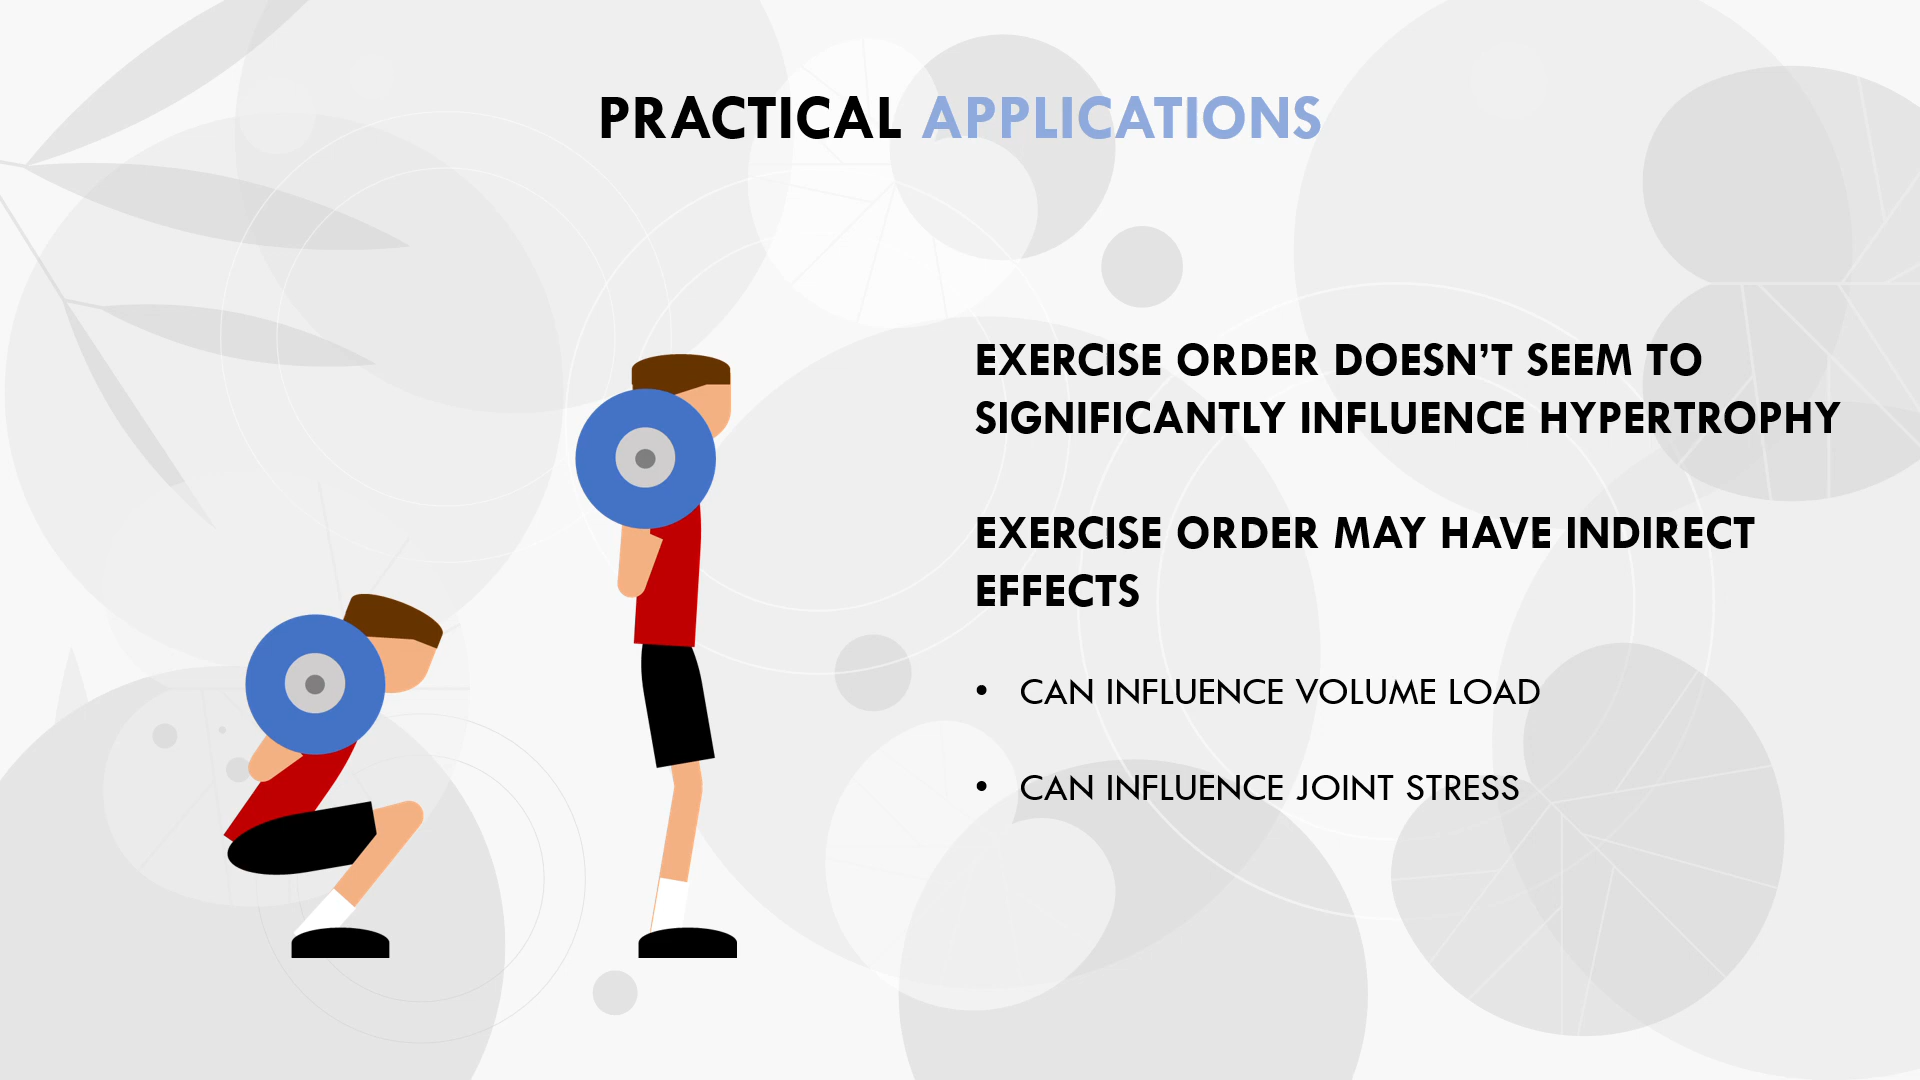 PRACTICAL APPLICATIONS
EXERCISE ORDER DOESN’T SEEM TO
SIGNIFICANTLY INFLUENCE HYPERTROPHY
EXERCISE ORDER MAY HAVE INDIRECT
EFFECTS
• CAN INFLUENCE VOLUME LOAD
• CAN INFLUENCE JOINT STRESS